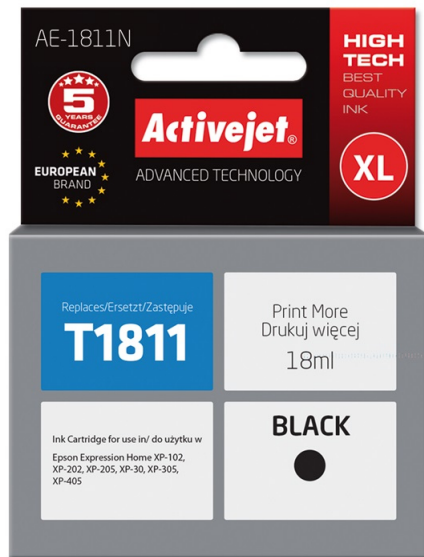 AE-1811N
HIGH
TECH
BEST
QUALITY
INK
5
YEARS
GUARANTEE
Activejet®
XL
EUROPEAN
BRAND
ADVANCED TECHNOLOGY
Replaces/Ersetzt/Zastępuje
T1811
Print More
Drukuj więcej
18ml
Ink Cartridge for use in/ do użytku w
Epson Expression Home XP-102,
XP-202, XP-205, XP-30, XP-305,
XP-405
BLACK